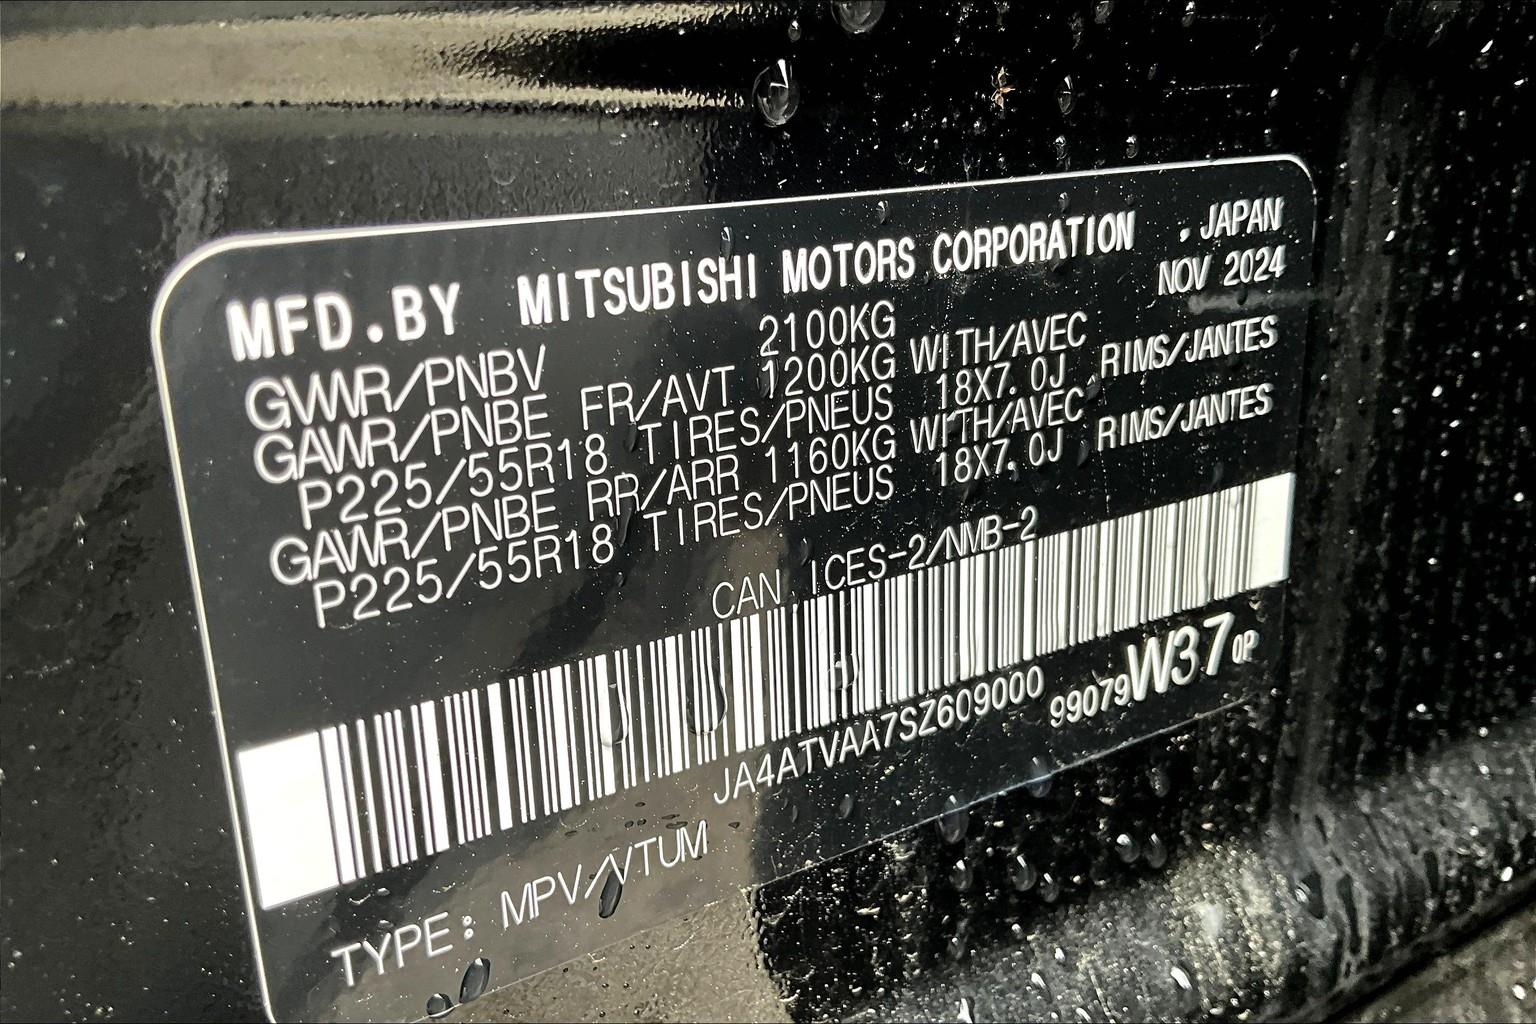 MFD.BY MITSUBISHI MOTORS CORPORATION .JAPAN
NOV 2024
GVWR/PNBV 2100KG
GAWR/PNBE FR/AVT 1200KG WITH/AVEC
P225/55R18 TIRES/PNEUS 18X7.0J RIMS/JANTES
GAWR/PNBE RR/ARR 1160KG WITH/AVEC
P225/55R18 TIRES/PNEUS 18X7.0J RIMS/JANTES
CAN ICES-2/NMB-2
JA4ATVAA7SZ609000 99079W370P
TYPE: MPV/VTUM